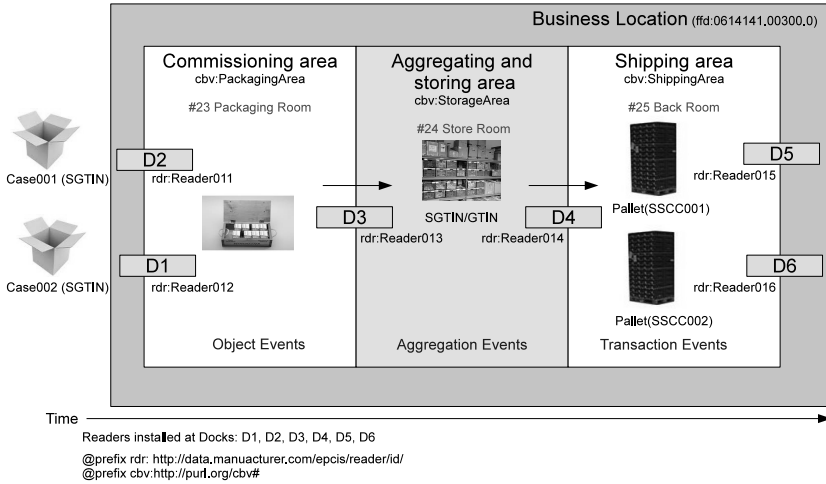 Business Location (ffd:0614141.00300.0)
Commissioning area
cbv:PackagingArea
#23 Packaging Room
Aggregating and
storing area
cbv:StorageArea
#24 Store Room
Shipping area
cbv:ShippingArea
#25 Back Room
Case001 (SGTIN)
D2
rdr:Reader011
D5
rdr:Reader015
Pallet(SSCC001)
SGTIN/GTIN
D3
rdr:Reader013
D4
rdr:Reader014
Case002 (SGTIN)
D1
rdr:Reader012
D6
rdr:Reader016
Pallet(SSCC002)
Object Events
Aggregation Events
Transaction Events
Time
Readers installed at Docks: D1, D2, D3, D4, D5, D6
@prefix rdr: http://data.manuacturer.com/epcis/reader/id/
@prefix cbv:http://purl.org/cbv#